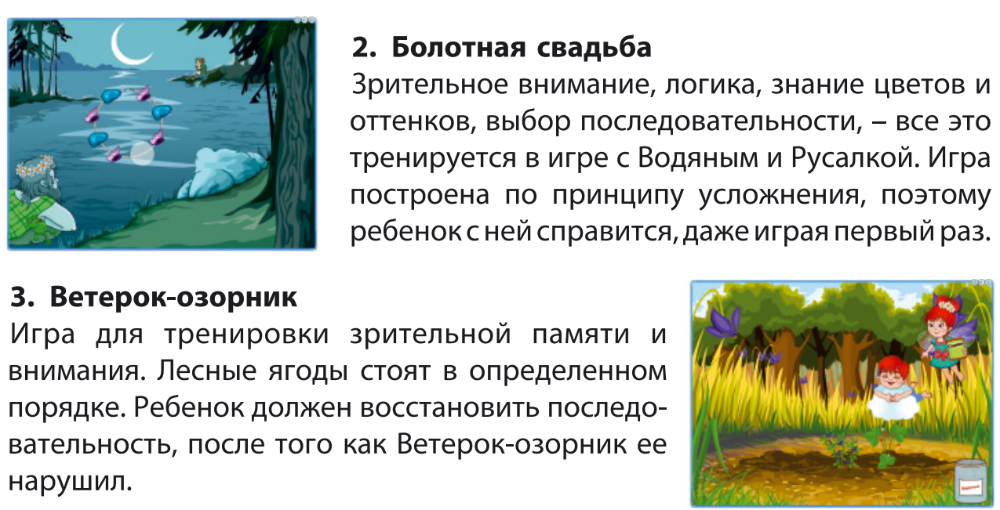 2. Болотная свадьба
Зрительное внимание, логика, знание цветов и
оттенков, выбор последовательности, – все это
тренируется в игре с Водяным и Русалкой. Игра
построена по принципу усложнения, поэтому
ребенок с ней справится, даже играя первый раз.
3. Ветерок-озорник
Игра для тренировки зрительной памяти и
внимания. Лесные ягоды стоят в определенном
порядке. Ребенок должен восстановить последо-
вательность, после того как Ветерок-озорник ее
нарушил.